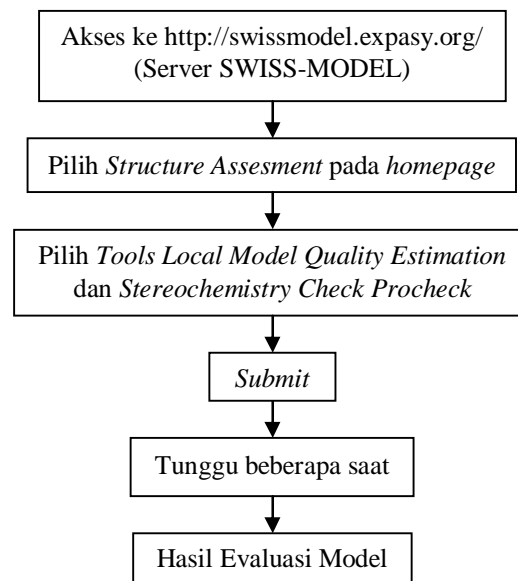 Akses ke http://swissmodel.expasy.org/
(Server SWISS-MODEL)
Pilih Structure Assesment pada homepage
Pilih Tools Local Model Quality Estimation
dan Stereochemistry Check Procheck
Submit
Tunggu beberapa saat
Hasil Evaluasi Model